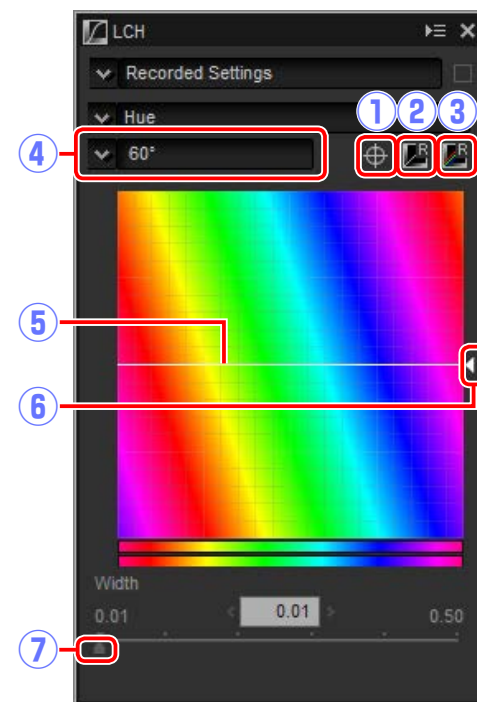 LCH
Recorded Settings
Hue
1 2 3
4
60°
R R
5
6
Width
0.01 0.01 0.50
7